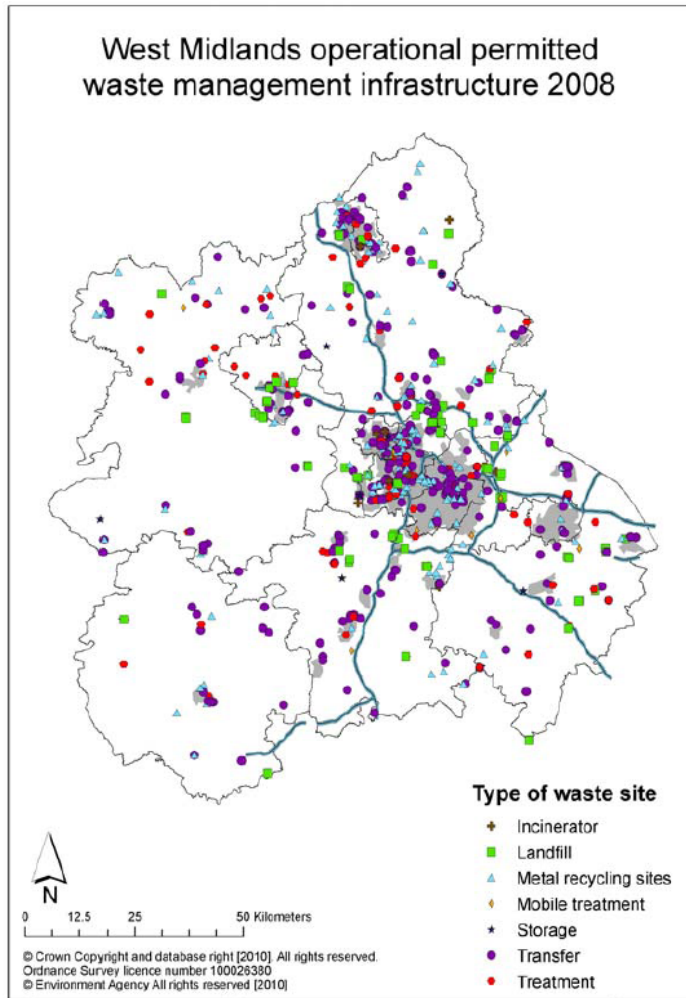 West Midlands operational permitted
waste management infrastructure 2008
Type of waste site
Incinerator
Landfill
Metal recycling sites
Mobile treatment
Storage
Transfer
Treatment
N
0 12.5 25 50 Kilometers
© Crown Copyright and database right [2010]. All rights reserved.
Ordnance Survey licence number 100026380
© Environment Agency All rights reserved [2010]